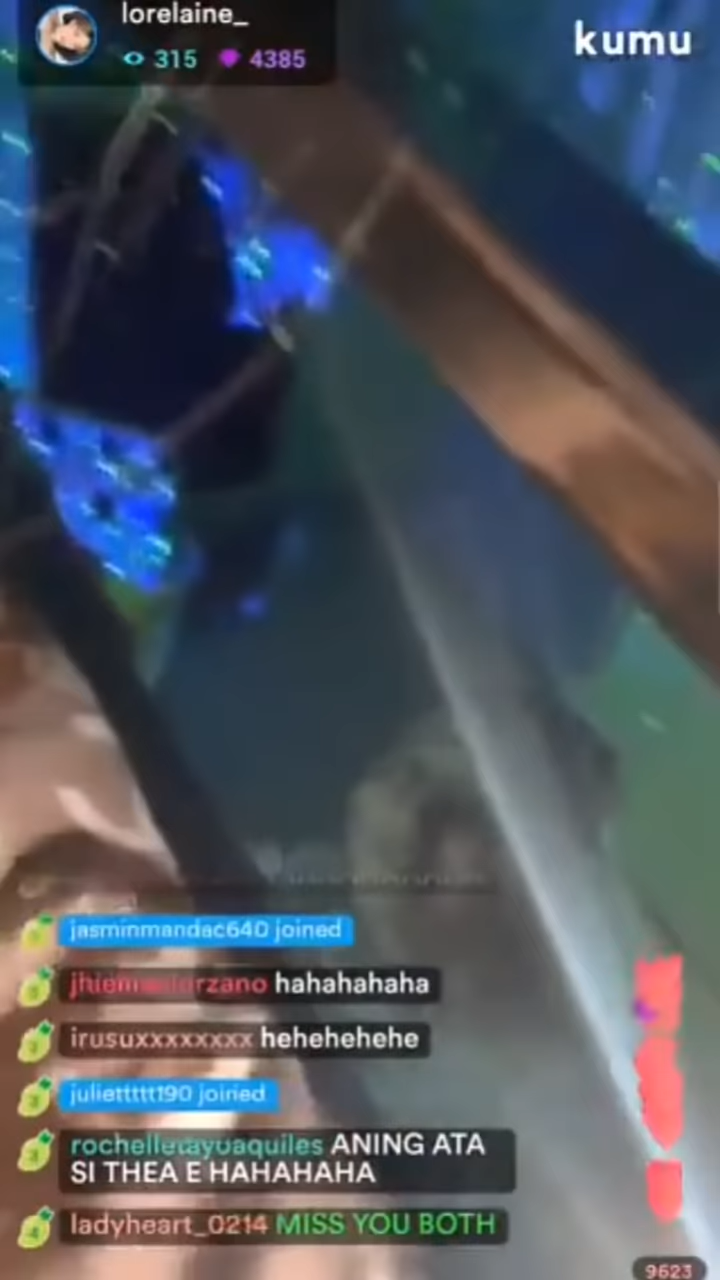 lorelaine_
kumu
315 4385
jasminmandac640 joined
hahahahaha
irusuxxxxxxxx hehehehehe
juliettttt190 joined
rochelletayoaquiles ANING ATA
SI THEA E HAHAHAHA
ladyheart_0214 MISS YOU BOTH
9623